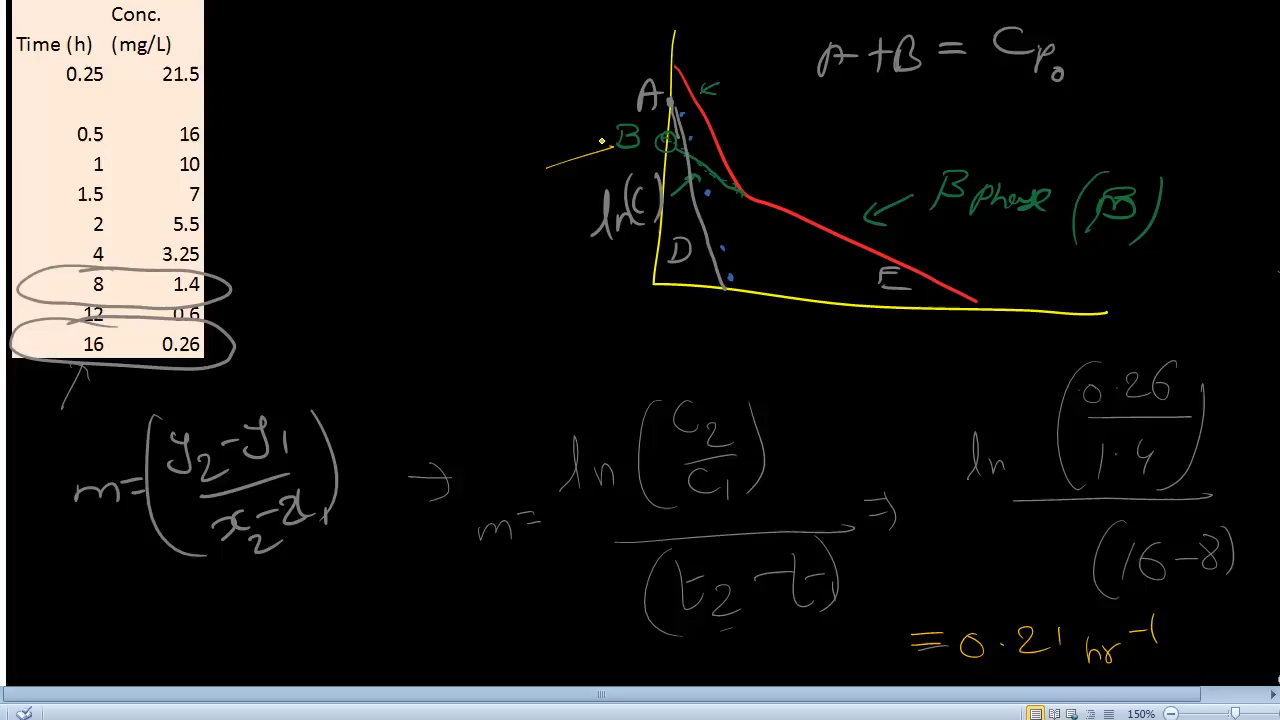 Conc.
Time (h) (mg/L)
0.25 21.5
0.5 16
1 10
1.5 7
2 5.5
4 3.25
8 1.4
12 0.6
16 0.26
A + B = Cp₀
A
B
ln(C)
D
E
β phase (β)
m = (y₂ - y₁ / x₂ - x₁)
⇒ m = ln (C₂ / C₁) / (t₂ - t₁)
⇒ ln (0.26 / 1.4) / (16 - 8)
= 0.21 hr⁻¹
150%